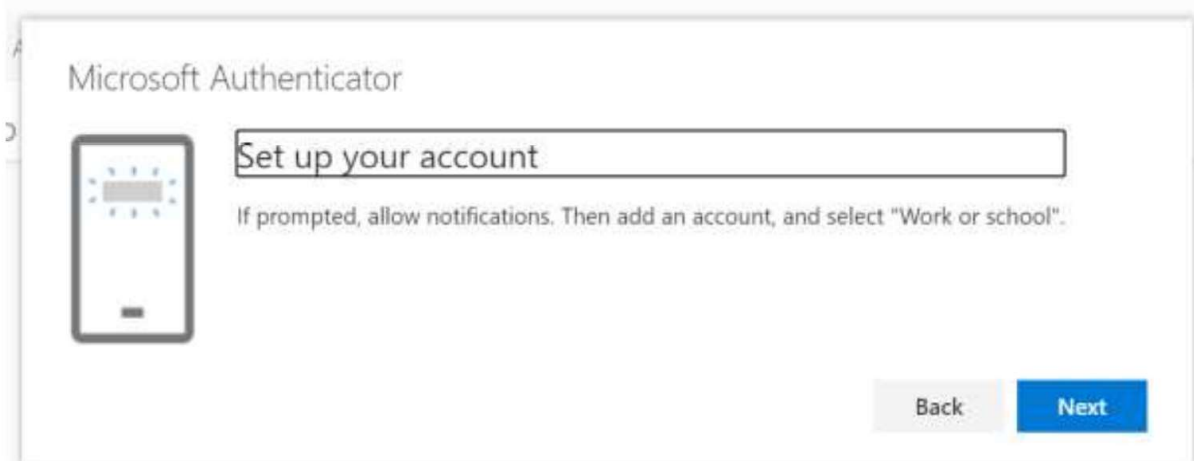 Microsoft Authenticator
Set up your account
If prompted, allow notifications. Then add an account, and select "Work or school".
Back
Next